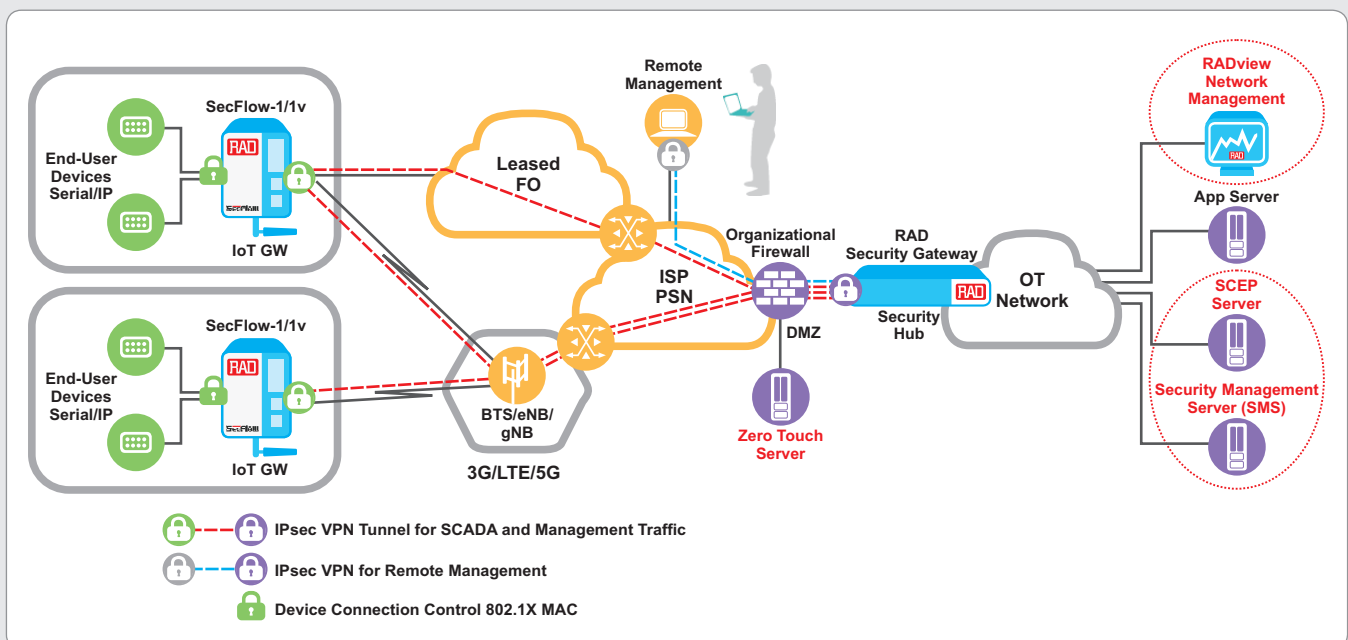 SecFlow-1/1v
RAD
SecFlow
IoT GW
End-User
Devices
Serial/IP
SecFlow-1/1v
RAD
SecFlow
IoT GW
End-User
Devices
Serial/IP
Leased
FO
Remote
Management
ISP
PSN
BTS/eNB/
gNB
3G/LTE/5G
Organizational
Firewall
DMZ
Zero Touch
Server
RAD
Security Gateway
RAD
Security
Hub
OT
Network
RADview
Network
Management
RAD
App Server
SCEP
Server
Security Management
Server (SMS)
IPsec VPN Tunnel for SCADA and Management Traffic
IPsec VPN for Remote Management
Device Connection Control 802.1X MAC